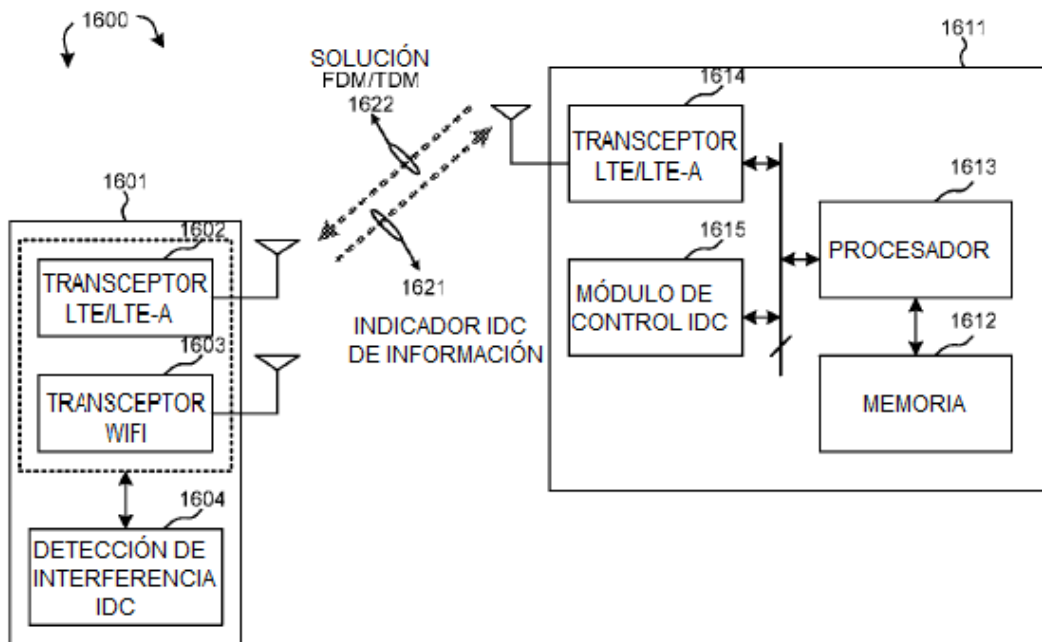 1600
SOLUCIÓN
FDM/TDM
1622
1621
INDICADOR IDC
DE INFORMACIÓN
1601
1602
TRANSCEPTOR
LTE/LTE-A
1603
TRANSCEPTOR
WIFI
1604
DETECCIÓN DE
INTERFERENCIA
IDC
1611
1614
TRANSCEPTOR
LTE/LTE-A
1615
MÓDULO DE
CONTROL IDC
1613
PROCESADOR
1612
MEMORIA